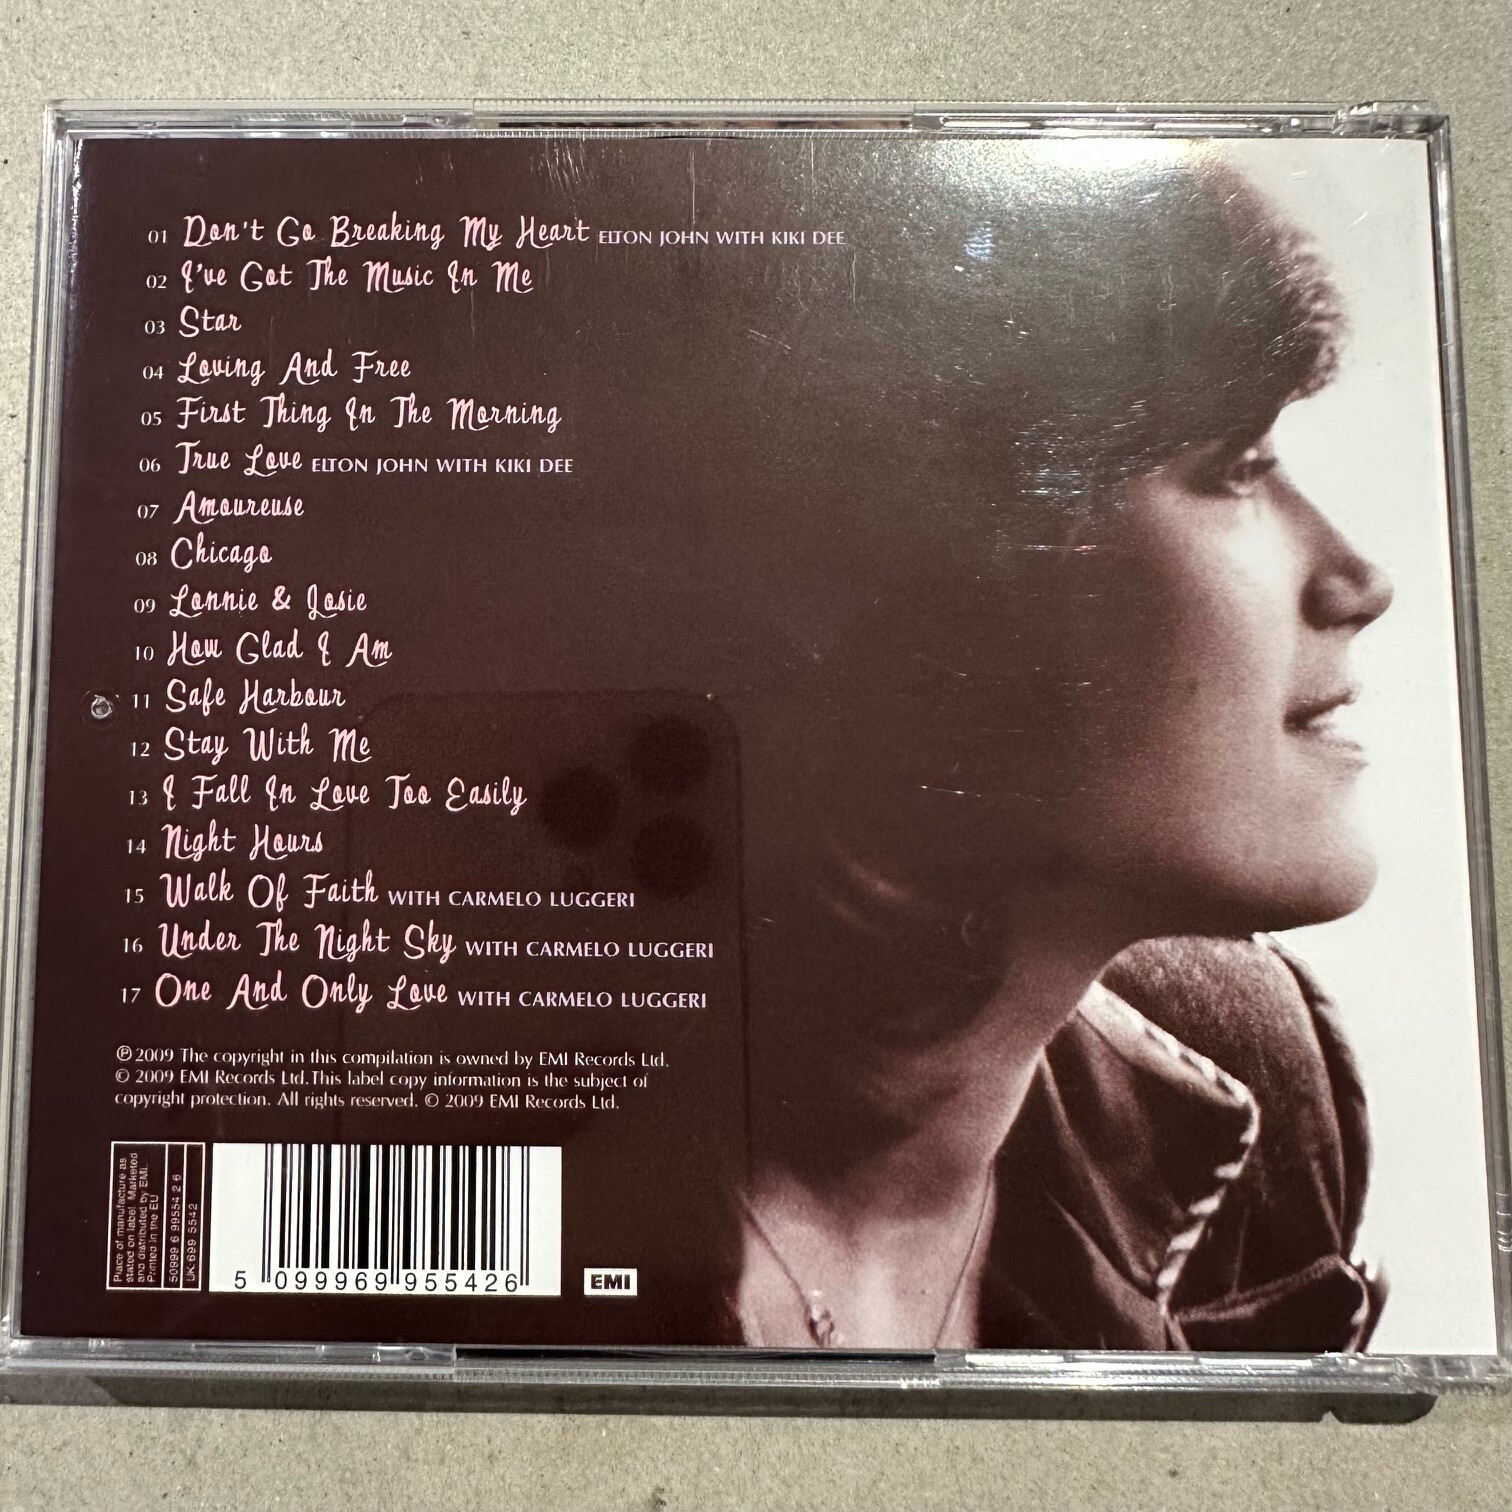 01 Don't Go Breaking My Heart ELTON JOHN WITH KIKI DEE
02 I've Got The Music In Me
03 Star
04 Loving And Free
05 First Thing In The Morning
06 True Love ELTON JOHN WITH KIKI DEE
07 Amoureuse
08 Chicago
09 Lonnie & Josie
10 How Glad I Am
11 Safe Harbour
12 Stay With Me
13 I Fall In Love Too Easily
14 Night Hours
15 Walk Of Faith WITH CARMELO LUGGERI
16 Under The Night Sky WITH CARMELO LUGGERI
17 One And Only Love WITH CARMELO LUGGERI
℗ 2009 The copyright in this compilation is owned by EMI Records Ltd.
© 2009 EMI Records Ltd. This label copy information is the subject of
copyright protection. All rights reserved. © 2009 EMI Records Ltd.
Place of manufacture as
stated on label. Marketed
and distributed by EMI.
Printed in the EU
50999 6 99554 2 6
UK: 699 5542
5 099969 955426
EMI